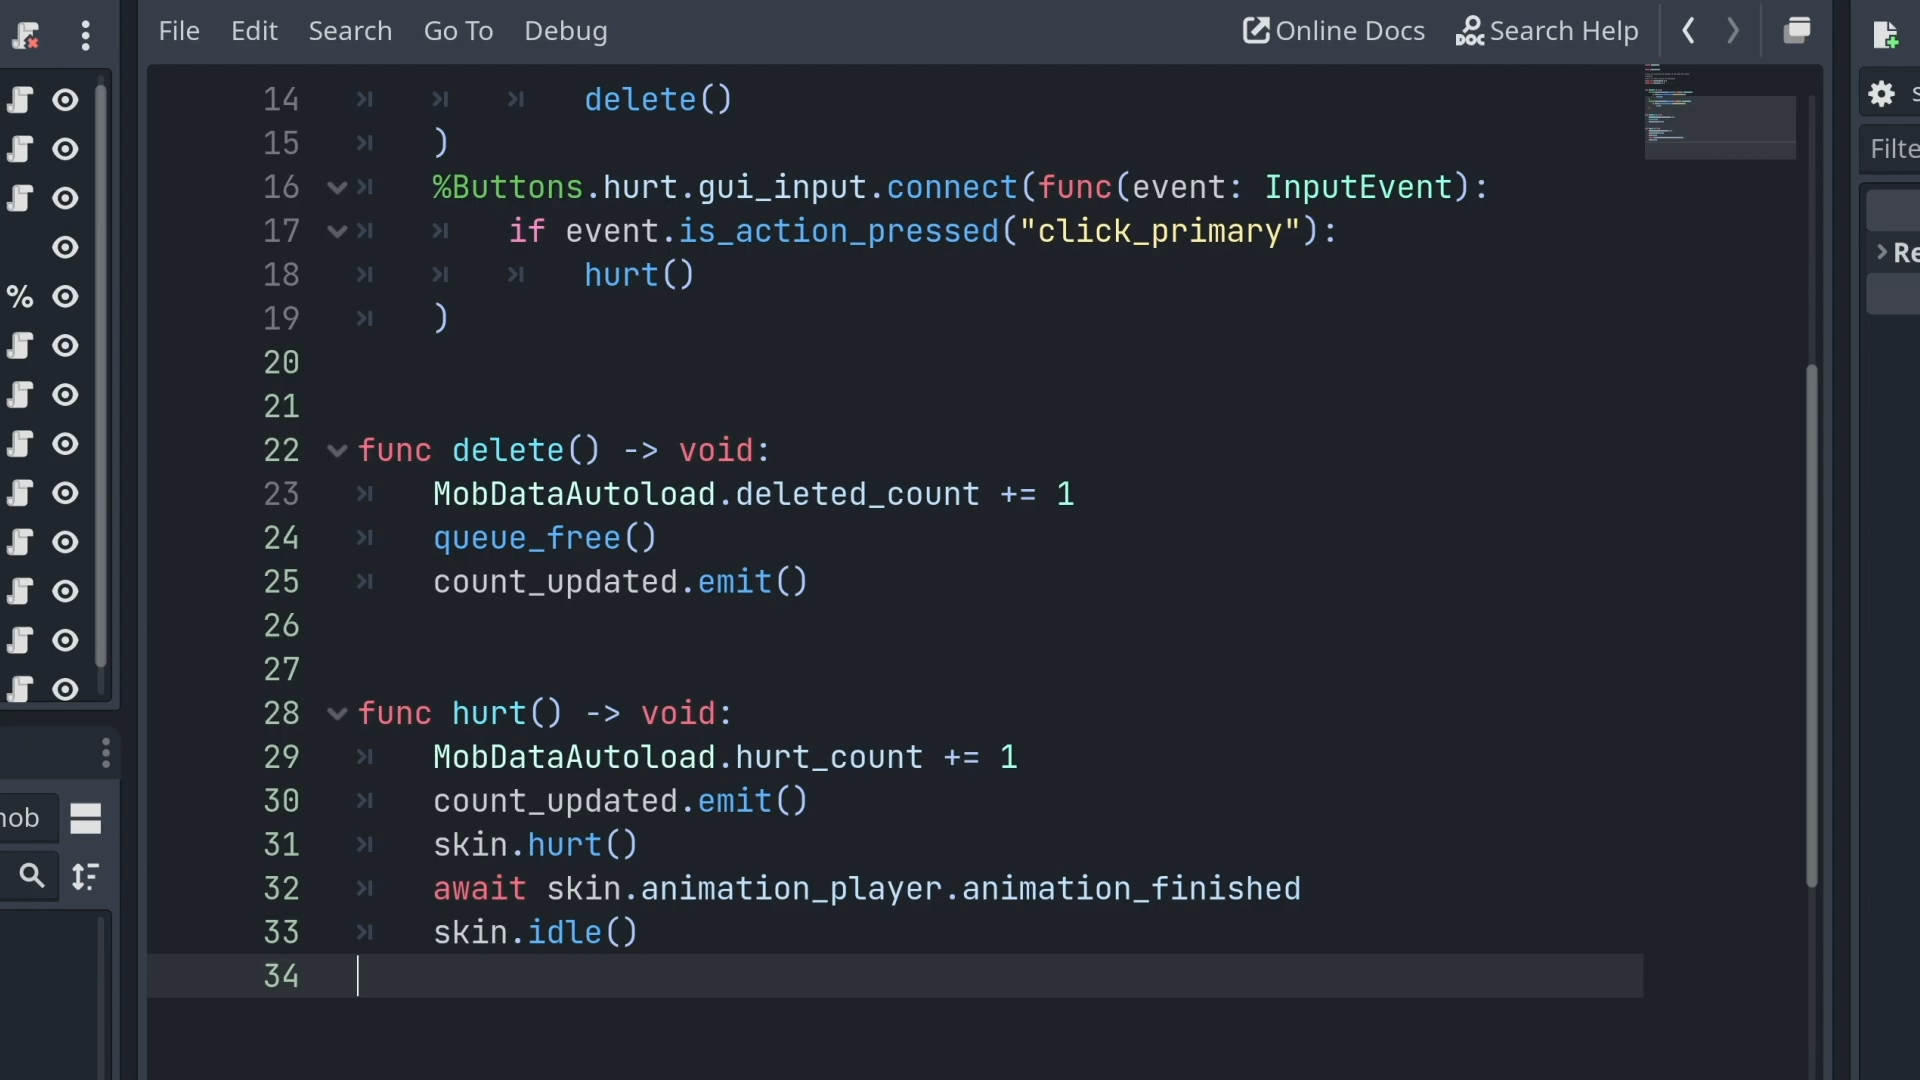 File Edit Search Go To Debug Online Docs Search Help
14 delete()
15 )
16 %Buttons.hurt.gui_input.connect(func(event: InputEvent):
17 if event.is_action_pressed("click_primary"):
18 hurt()
19 )
20
21
22 func delete() -> void:
23 MobDataAutoload.deleted_count += 1
24 queue_free()
25 count_updated.emit()
26
27
28 func hurt() -> void:
29 MobDataAutoload.hurt_count += 1
30 count_updated.emit()
31 skin.hurt()
32 await skin.animation_player.animation_finished
33 skin.idle()
34
%
DOC